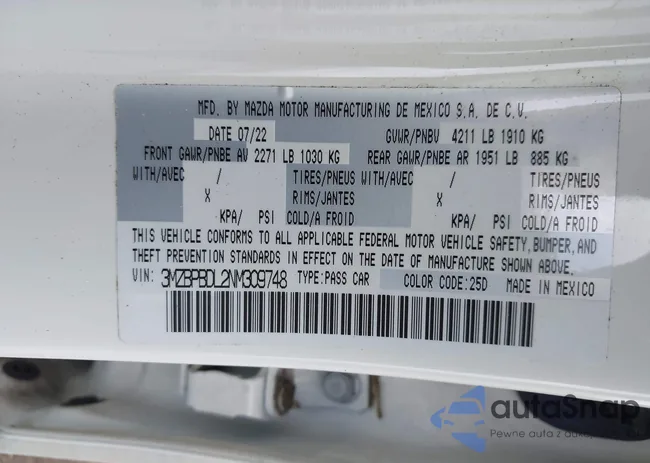 MFD. BY MAZDA MOTOR MANUFACTURING DE MEXICO S.A. DE C.V.
DATE 07/22 GVWR/PNBV 4211 LB 1910 KG
FRONT GAWR/PNBE AV 2271 LB 1030 KG REAR GAWR/PNBE AR 1951 LB 885 KG
WITH/AVEC / TIRES/PNEUS WITH/AVEC / TIRES/PNEUS
X RIMS/JANTES X RIMS/JANTES
KPA/ PSI COLD/A FROID KPA/ PSI COLD/A FROID
THIS VEHICLE CONFORMS TO ALL APPLICABLE FEDERAL MOTOR VEHICLE SAFETY, BUMPER, AND
THEFT PREVENTION STANDARDS IN EFFECT ON THE DATE OF MANUFACTURE SHOWN ABOVE.
VIN: 3MZBPBDL2NM309748 TYPE: PASS CAR COLOR CODE: 25D MADE IN MEXICO
autoSnap
Pewne auta z